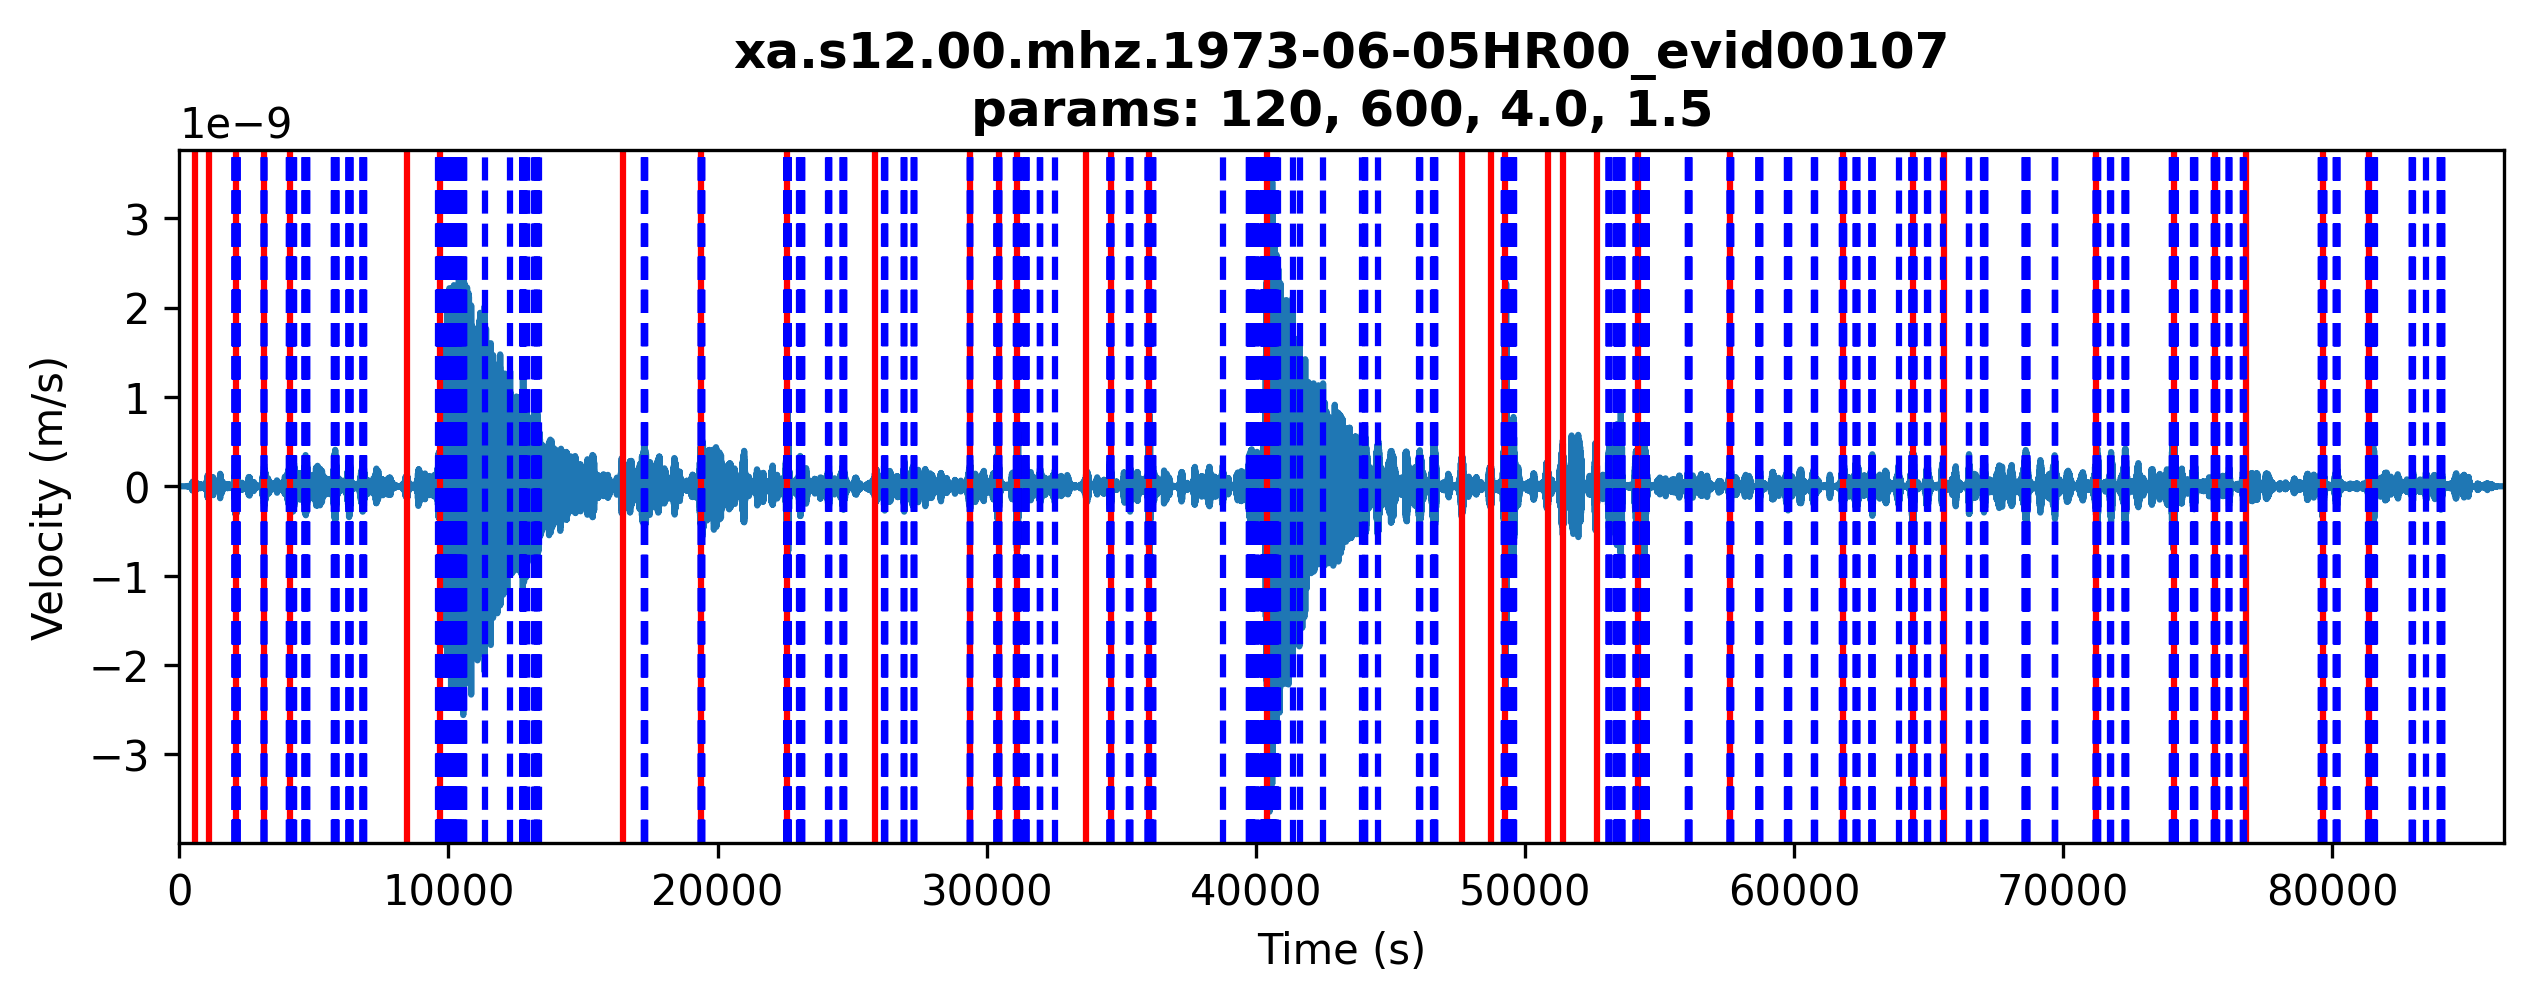 xa.s12.00.mhz.1973-06-05HR00_evid00107
params: 120, 600, 4.0, 1.5
1e−9
3
2
1
0
−1
−2
−3
Velocity (m/s)
0 10000 20000 30000 40000 50000 60000 70000 80000
Time (s)